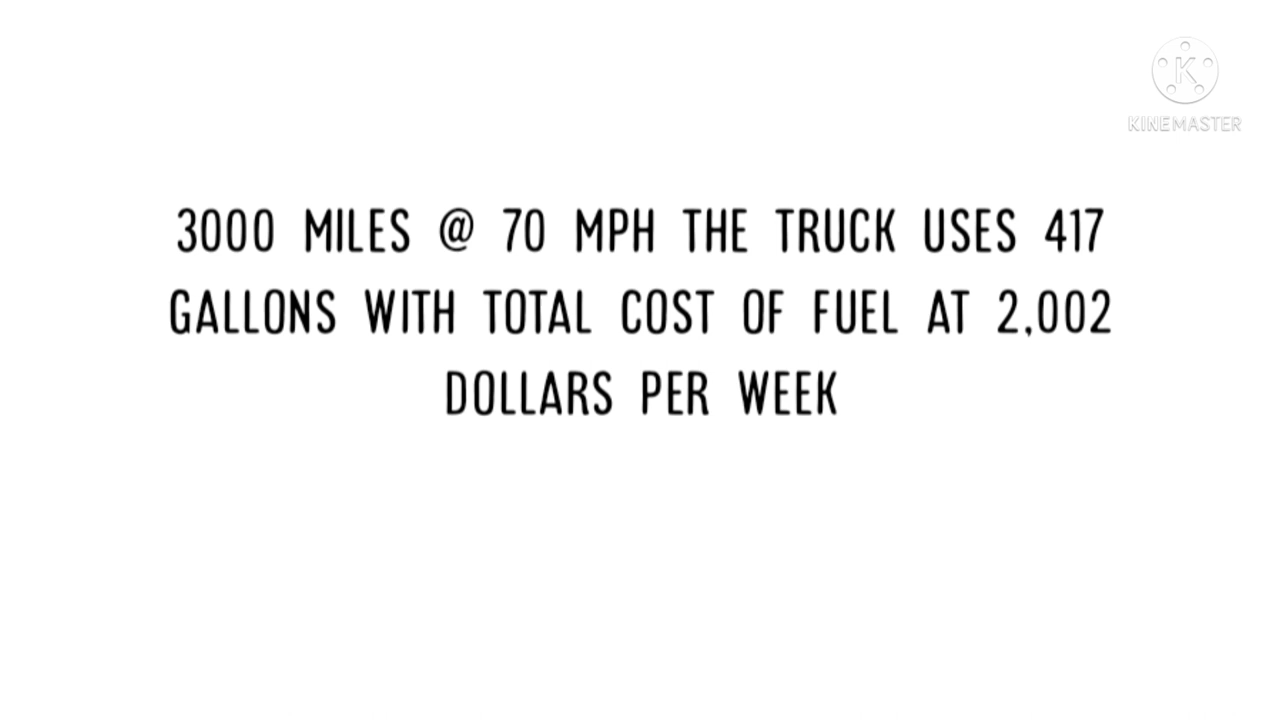 KINEMASTER
3000 MILES @ 70 MPH THE TRUCK USES 417
GALLONS WITH TOTAL COST OF FUEL AT 2,002
DOLLARS PER WEEK